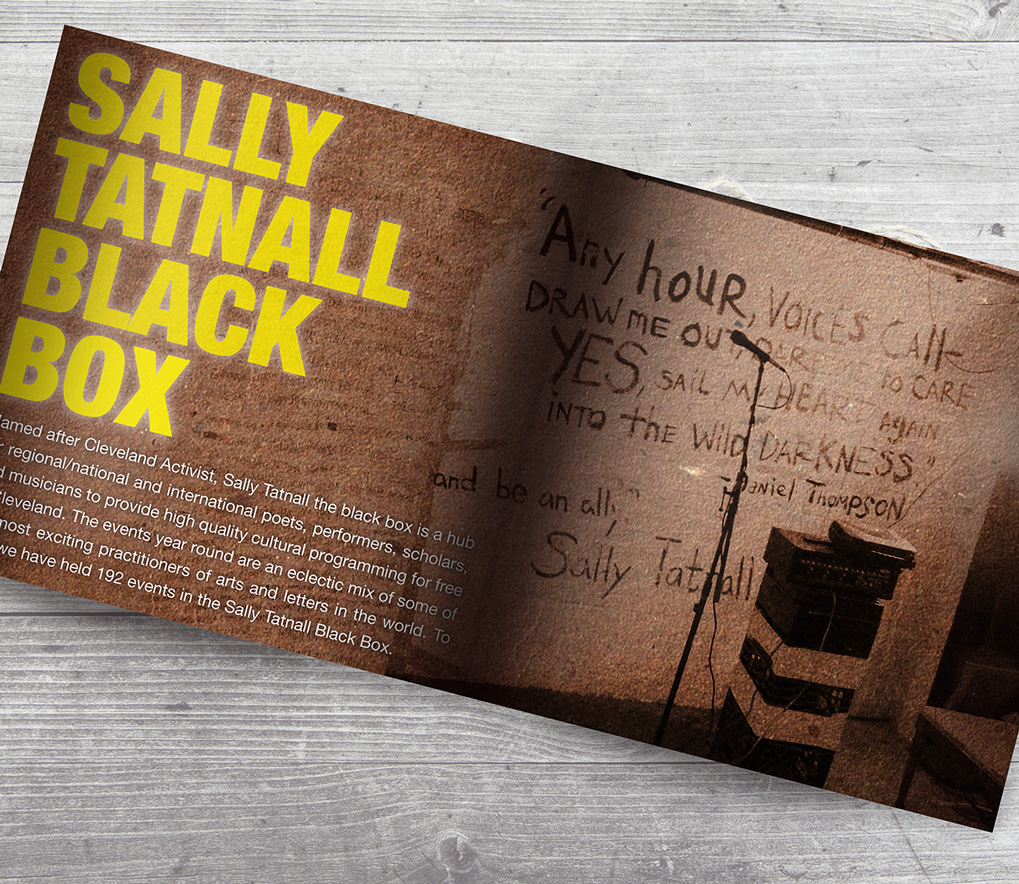 SALLY
TATNALL
BLACK
BOX
amed after Cleveland Activist, Sally Tatnall the black box is a hub
r regional/national and international poets, performers, scholars,
d musicians to provide high quality cultural programming for free
Cleveland. The events year round are an eclectic mix of some of
most exciting practitioners of arts and letters in the world. To
we have held 192 events in the Sally Tatnall Black Box.
"Any hour, VOICES Call
DRAW ME OUT TO CARE
YES, SAIL MY HEART AGAIN
INTO the Wild DARKNESS."
Daniel Thompson
and be an ally"
Sally Tatnall